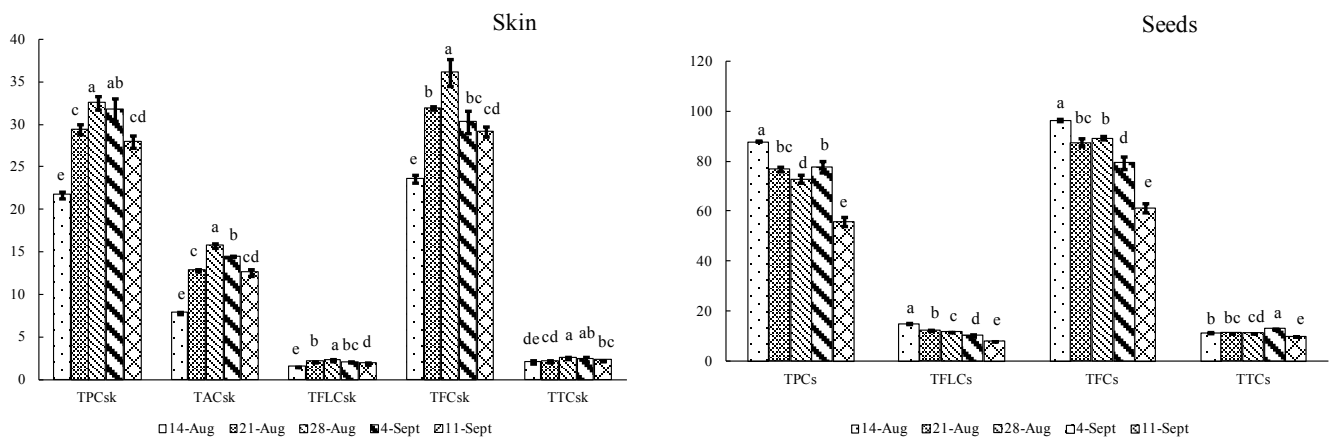 Skin
40
35
30
25
20
15
10
5
0
e c a ab cd
e c a b cd
e b a bc d
e b a bc cd
de cd a ab bc
TPCsk TACsk TFLCsk TFCsk TTCsk
14-Aug 21-Aug 28-Aug 4-Sept 11-Sept
Seeds
120
100
80
60
40
20
0
a bc d b e
a b c d e
a bc b d e
b bc cd a e
TPCs TFLCs TFCs TTCs
14-Aug 21-Aug 28-Aug 4-Sept 11-Sept